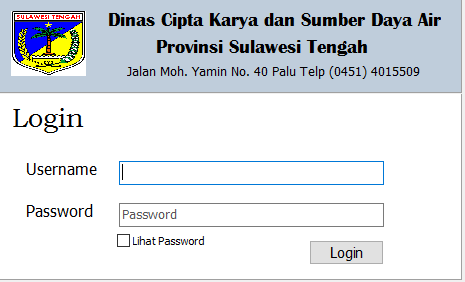 SULAWESI TENGAH
Dinas Cipta Karya dan Sumber Daya Air
Provinsi Sulawesi Tengah
Jalan Moh. Yamin No. 40 Palu Telp (0451) 4015509
Login
Username
Password
Password
Lihat Password
Login